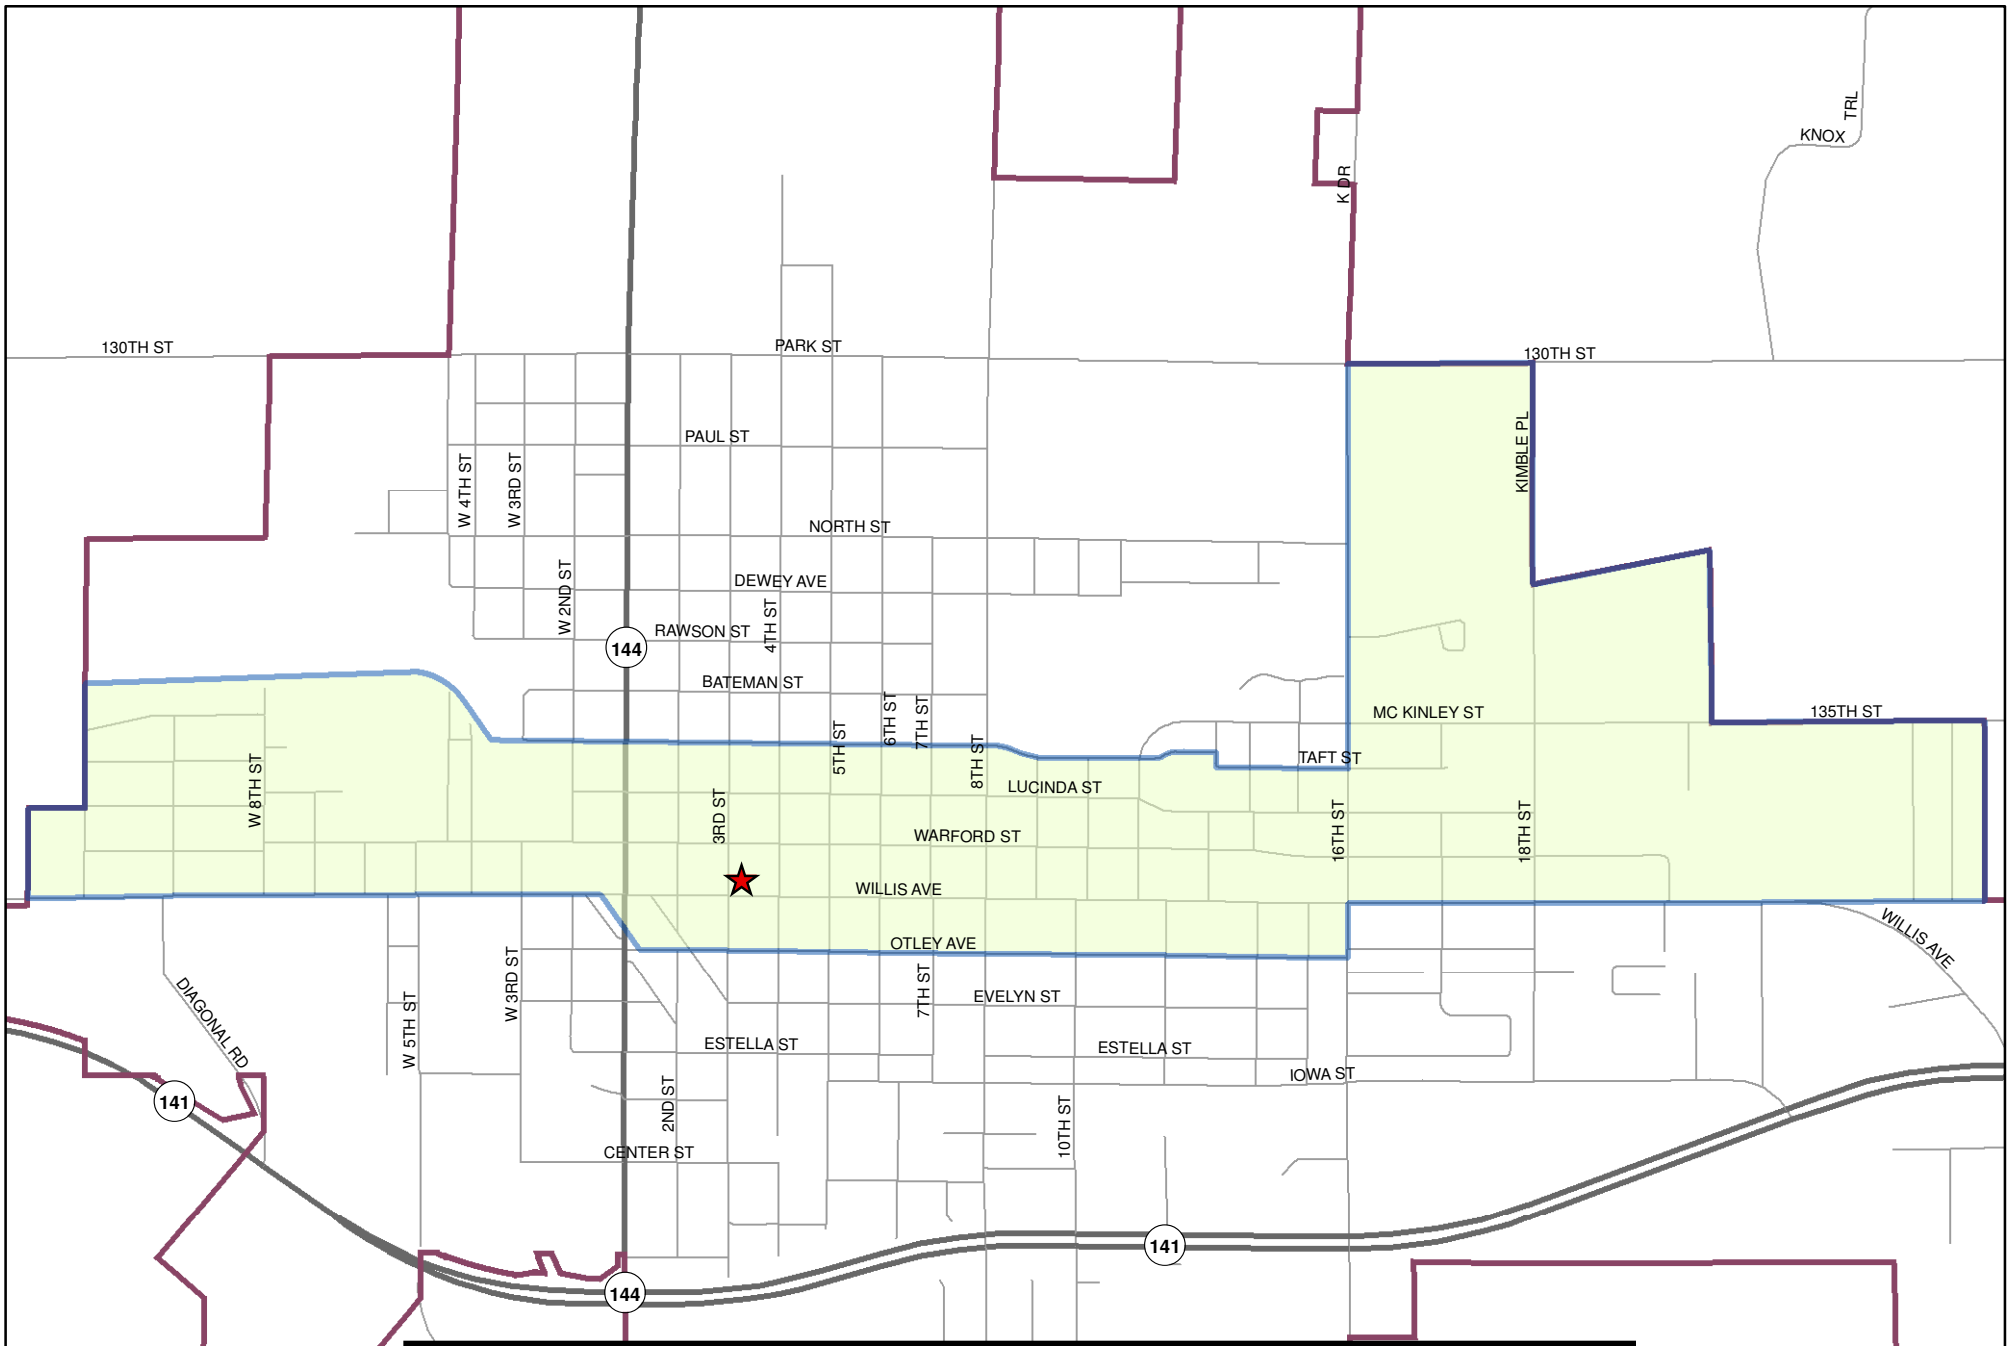 TRL
KNOX
K DR
130TH ST
PARK ST
130TH ST
PAUL ST
KIMBLE PL
W 4TH ST
W 3RD ST
NORTH ST
W 2ND ST
DEWEY AVE
4TH ST
RAWSON ST
144
BATEMAN ST
6TH ST
7TH ST
5TH ST
8TH ST
MC KINLEY ST
135TH ST
TAFT ST
W 8TH ST
LUCINDA ST
3RD ST
WARFORD ST
16TH ST
18TH ST
WILLIS AVE
OTLEY AVE
WILLIS AVE
W 3RD ST
7TH ST
EVELYN ST
DIAGONAL RD
W 5TH ST
ESTELLA ST
ESTELLA ST
IOWA ST
141
2ND ST
10TH ST
CENTER ST
141
144